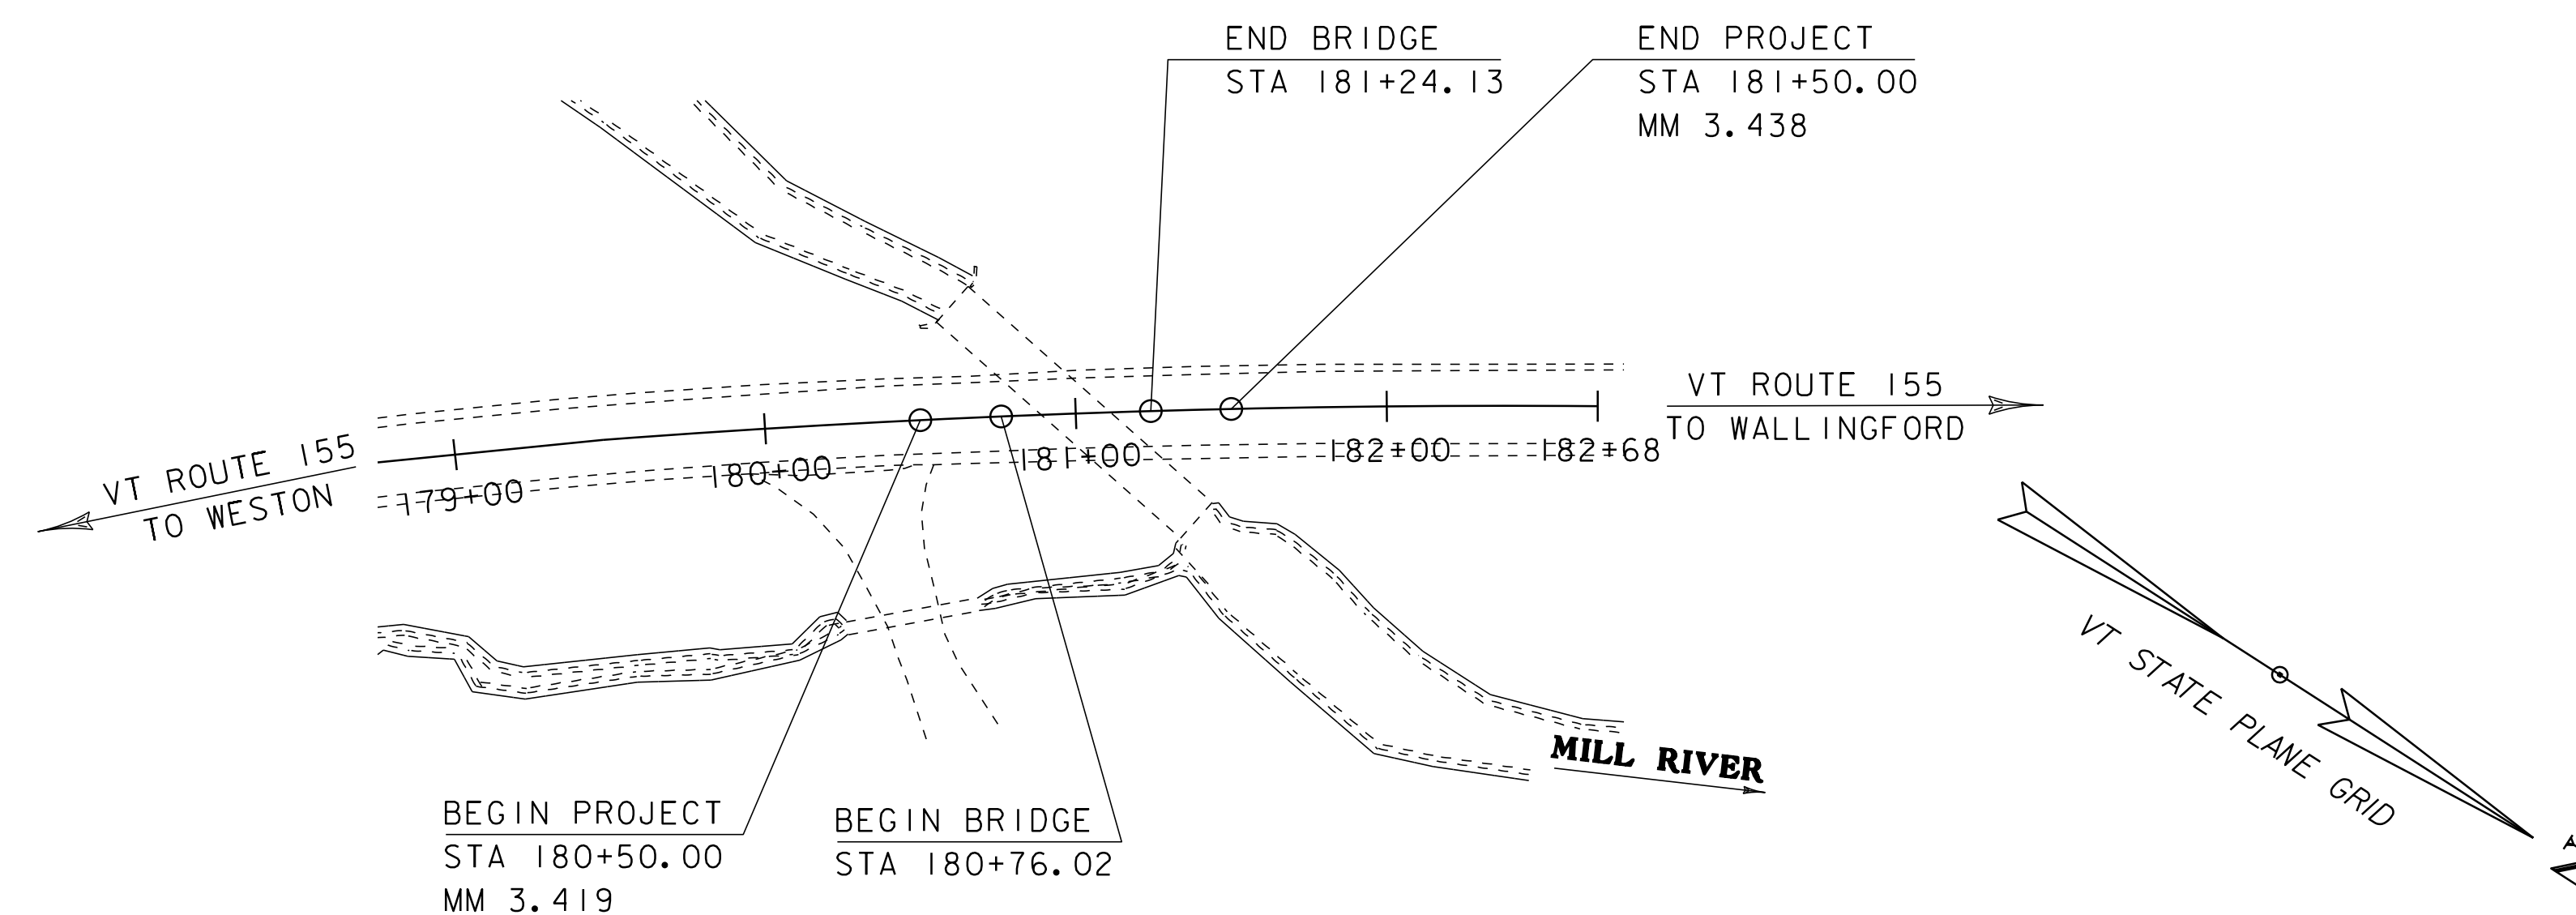 END BRIDGE
STA 181+24.13
END PROJECT
STA 181+50.00
MM 3.438
VT ROUTE 155
TO WALLINGFORD
VT ROUTE 155
TO WESTON
179+00
180+00
181+00
182+00
182+68
VT STATE PLANE GRID
MILL RIVER
BEGIN PROJECT
STA 180+50.00
MM 3.419
BEGIN BRIDGE
STA 180+76.02